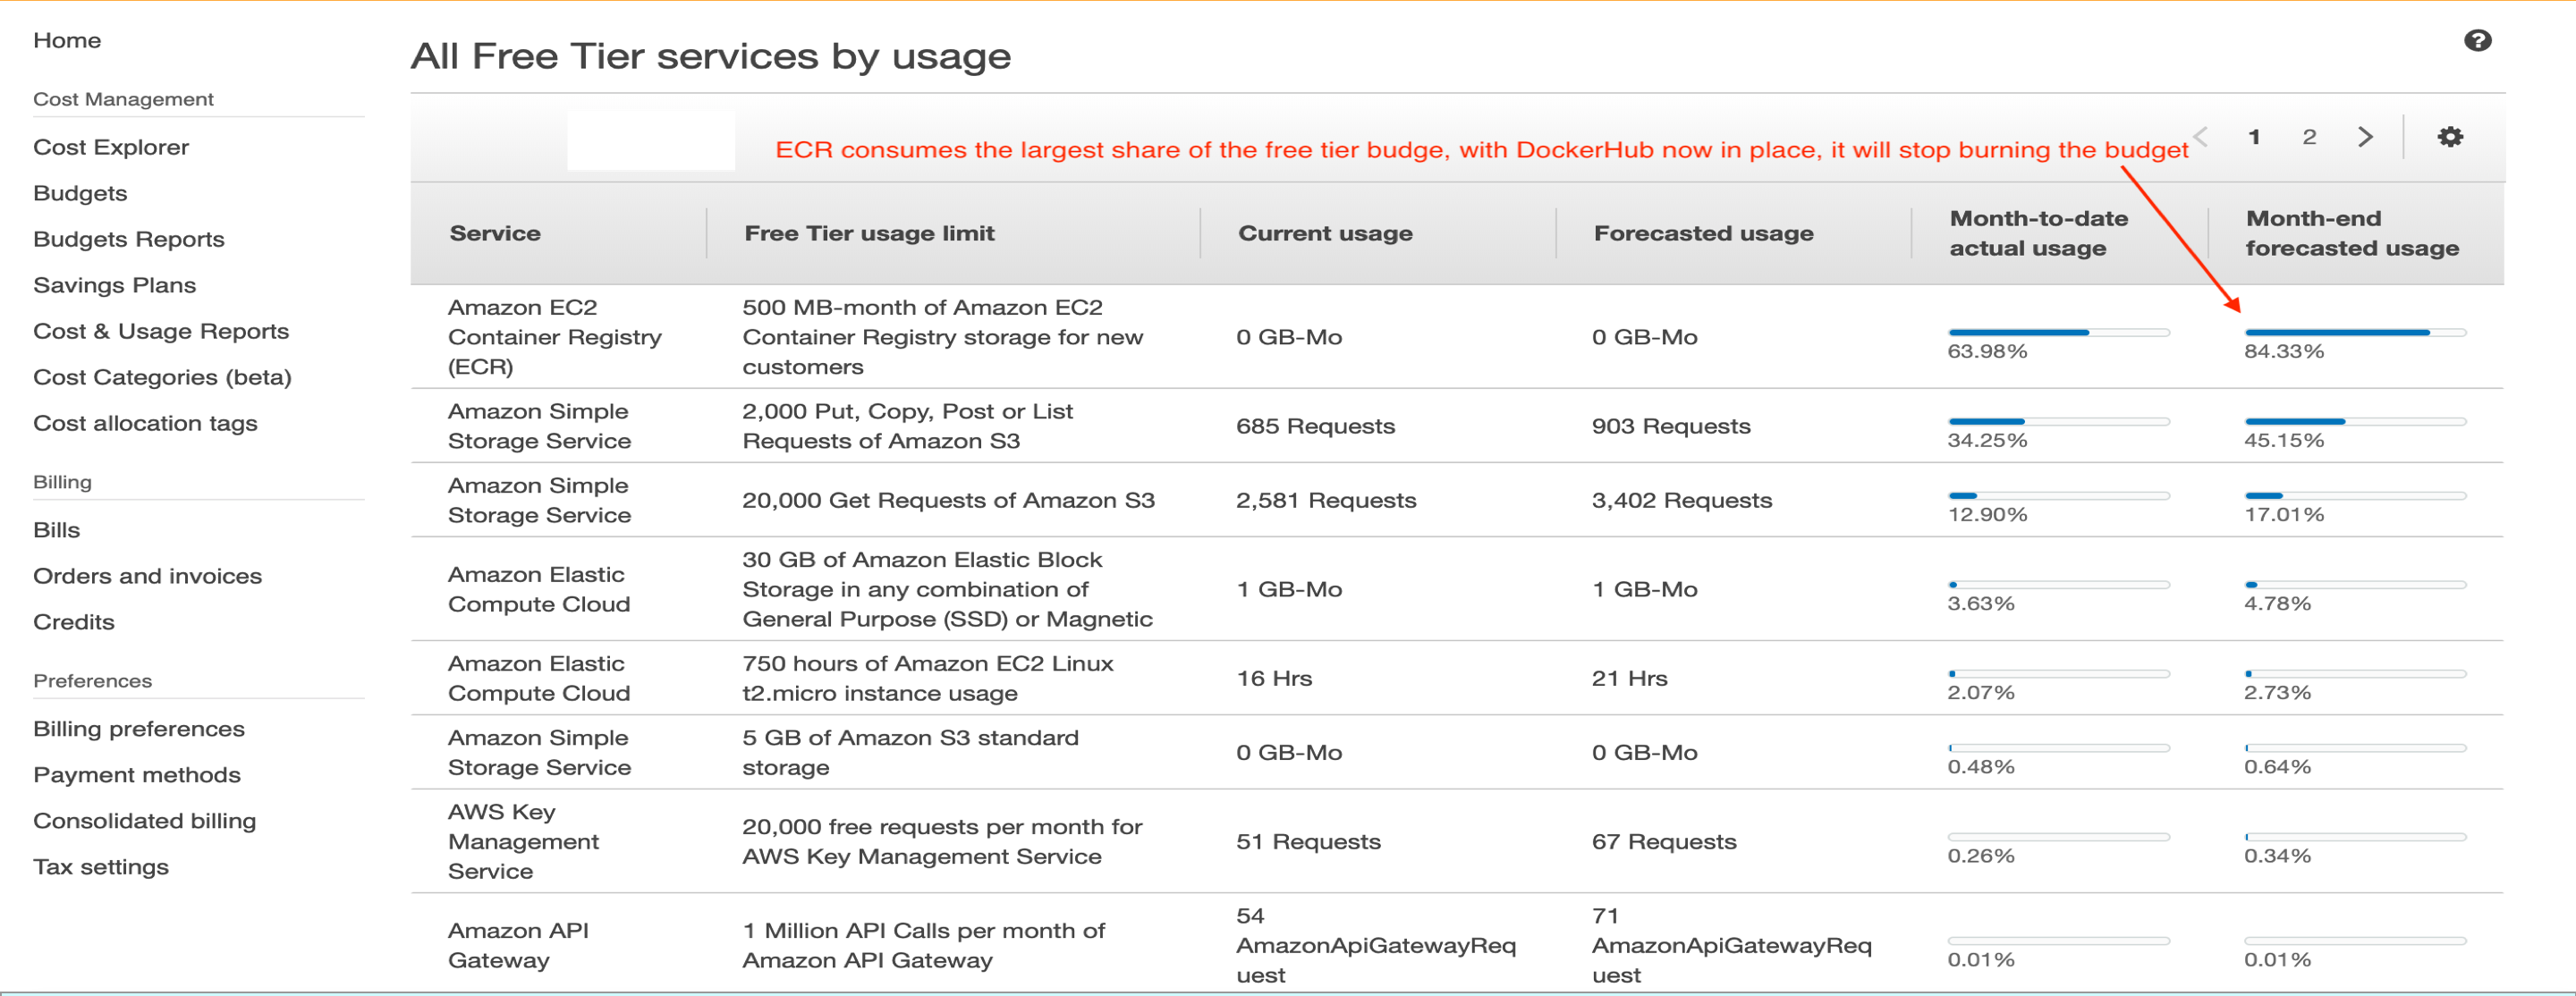 Home
Cost Management
Cost Explorer
Budgets
Budgets Reports
Savings Plans
Cost & Usage Reports
Cost Categories (beta)
Cost allocation tags
Billing
Bills
Orders and invoices
Credits
Preferences
Billing preferences
Payment methods
Consolidated billing
Tax settings
All Free Tier services by usage
?
ECR consumes the largest share of the free tier budget, with DockerHub now in place, it will stop burning the budget
1 2
Service
Free Tier usage limit
Current usage
Forecasted usage
Month-to-date
actual usage
Month-end
forecasted usage
Amazon EC2
Container Registry
(ECR)
500 MB-month of Amazon EC2
Container Registry storage for new
customers
0 GB-Mo
0 GB-Mo
63.98%
84.33%
Amazon Simple
Storage Service
2,000 Put, Copy, Post or List
Requests of Amazon S3
685 Requests
903 Requests
34.25%
45.15%
Amazon Simple
Storage Service
20,000 Get Requests of Amazon S3
2,581 Requests
3,402 Requests
12.90%
17.01%
Amazon Elastic
Compute Cloud
30 GB of Amazon Elastic Block
Storage in any combination of
General Purpose (SSD) or Magnetic
1 GB-Mo
1 GB-Mo
3.63%
4.78%
Amazon Elastic
Compute Cloud
750 hours of Amazon EC2 Linux
t2.micro instance usage
16 Hrs
21 Hrs
2.07%
2.73%
Amazon Simple
Storage Service
5 GB of Amazon S3 standard
storage
0 GB-Mo
0 GB-Mo
0.48%
0.64%
AWS Key
Management
Service
20,000 free requests per month for
AWS Key Management Service
51 Requests
67 Requests
0.26%
0.34%
Amazon API
Gateway
1 Million API Calls per month of
Amazon API Gateway
54
AmazonApiGatewayReq
uest
71
AmazonApiGatewayReq
uest
0.01%
0.01%